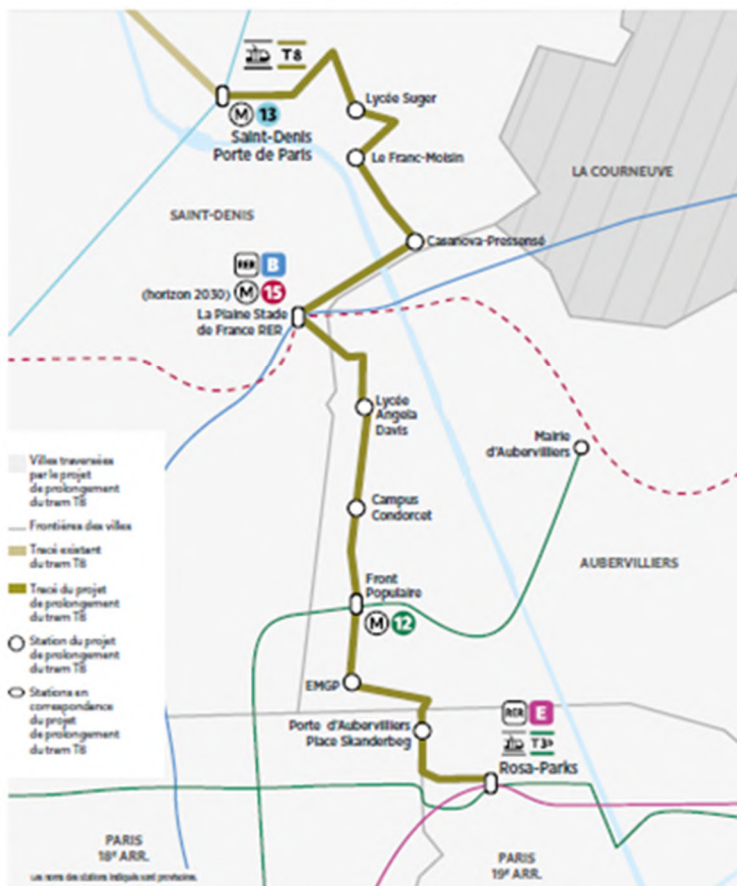 T8
M 13
Saint-Denis
Porte de Paris
Lycée Suger
Le Franc-Moisin
LA COURNEUVE
SAINT-DENIS
Casanova-Pressensé
RER B
(horizon 2030) M 15
La Plaine Stade
de France RER
Lycée
Angela
Davis
Mairie
d'Aubervilliers
Villes traversées
par le projet
de prolongement
du tram T8
Frontières des villes
Tracé existant
du tram T8
Tracé du projet
de prolongement
du tram T8
Station du projet
de prolongement
du tram T8
Stations en
correspondance
du projet
de prolongement
du tram T8
Campus
Condorcet
AUBERVILLIERS
Front
Populaire
M 12
EMGP
Porte d'Aubervilliers
Place Skanderbeg
RER E
T3b
Rosa-Parks
PARIS
18e ARR.
PARIS
19e ARR.
Les noms des stations indiqués sont provisoires.